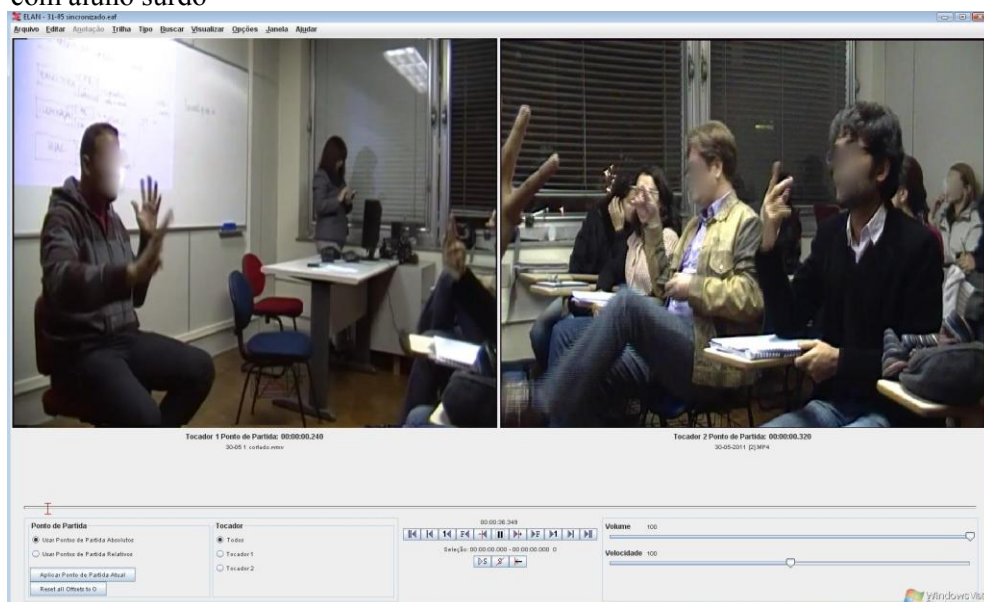 com aluno surdo
ELAN - 31-05 sincronizado.eaf
Arquivo Editar Anotação Trilha Tipo Buscar Visualizar Opções Janela Ajudar
Tocador 1 Ponto de Partida: 00:00:00.240
30-05 1 cortado.wmv
Tocador 2 Ponto de Partida: 00:00:00.320
30-05-2011 [2].MP4
Ponto de Partida
Usar Pontos de Partida Absolutos
Usar Pontos de Partida Relativos
Aplicar Ponto de Partida Atual
Reset all Offsets to 0
Tocador
Todos
Tocador 1
Tocador 2
00:00:36.349
Seleção: 00:00:00.000 - 00:00:00.000 0
Volume 100
Velocidade 100
Windows Vista